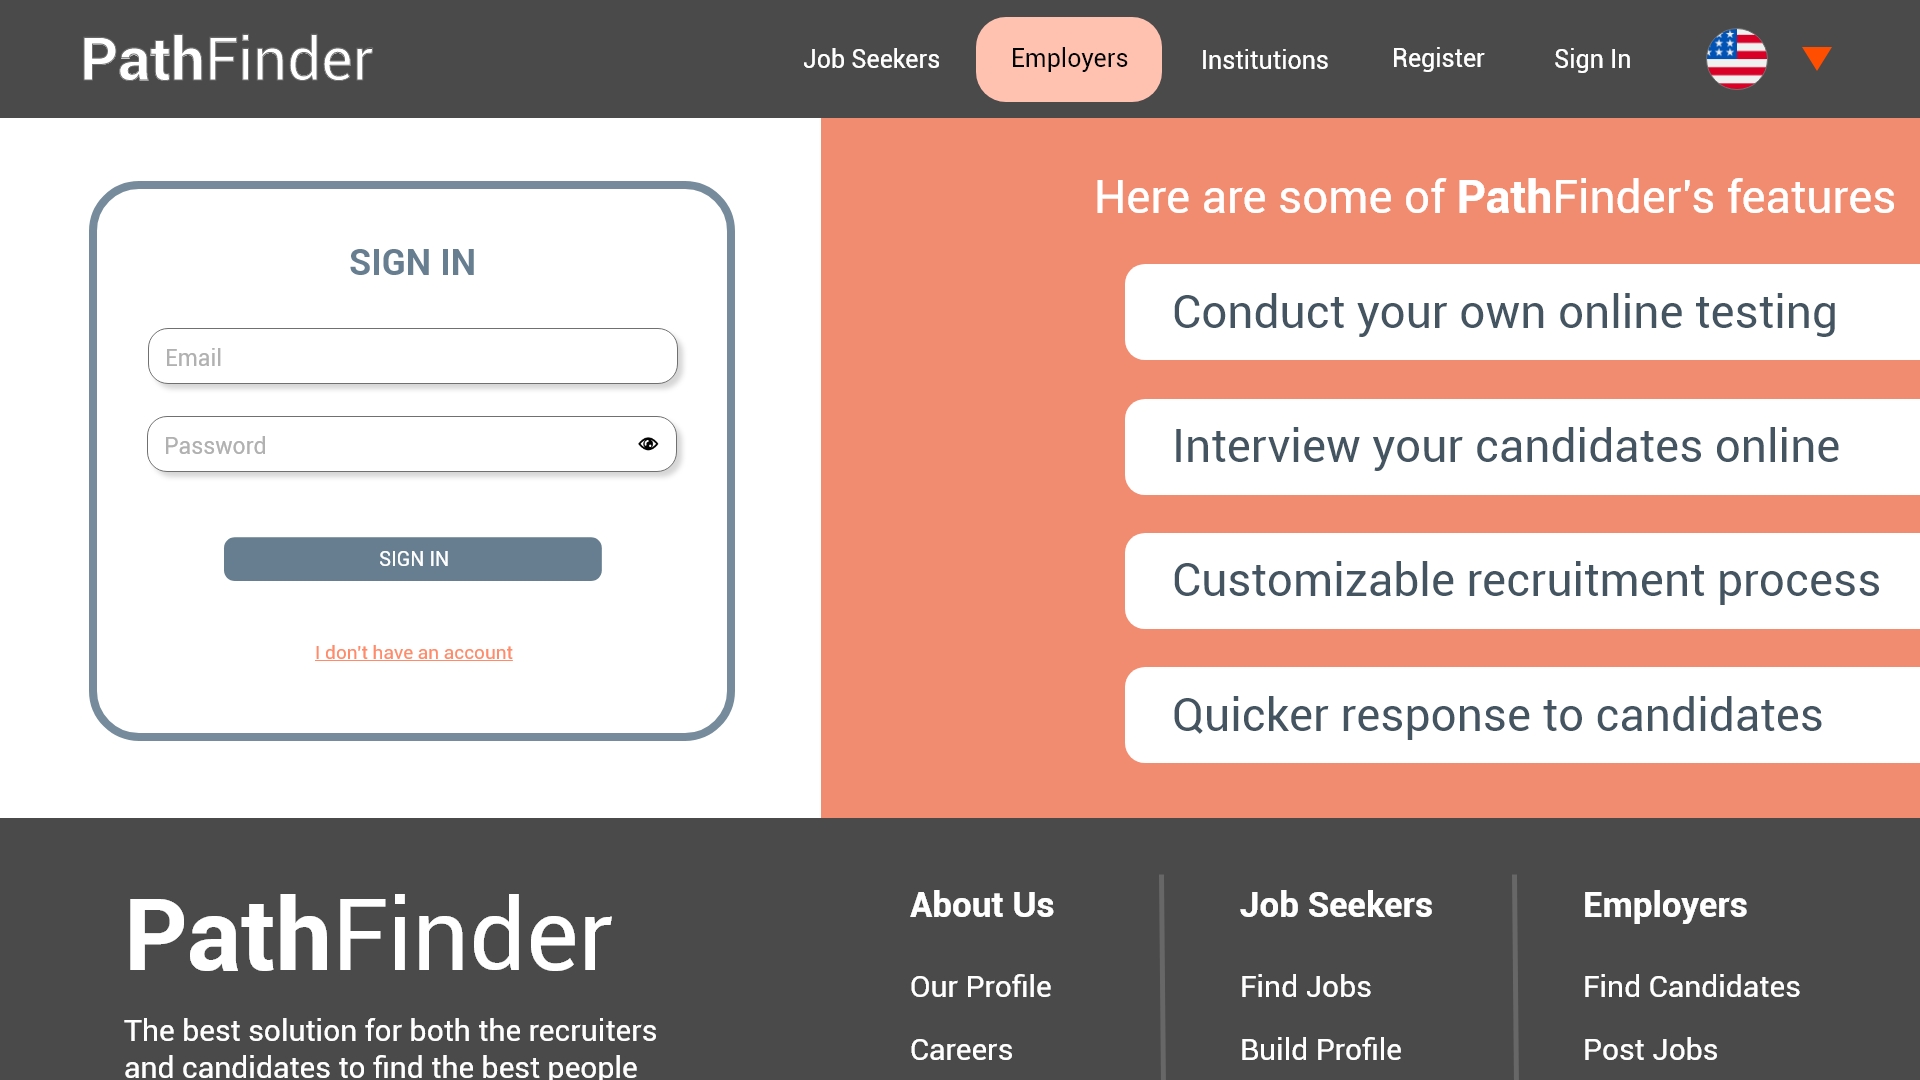 PathFinder
Job Seekers
Employers
Institutions
Register
Sign In
SIGN IN
Email
Password
SIGN IN
I don't have an account
Here are some of PathFinder's features
Conduct your own online testing
Interview your candidates online
Customizable recruitment process
Quicker response to candidates
PathFinder
The best solution for both the recruiters
and candidates to find the best people
About Us
Our Profile
Careers
Job Seekers
Find Jobs
Build Profile
Employers
Find Candidates
Post Jobs